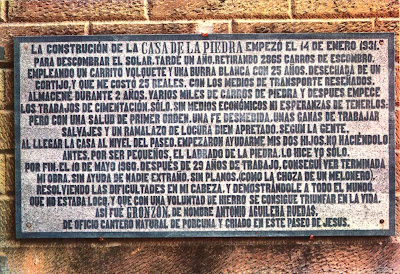 LA CONSTRUCIÓN DE LA CASA DE LA PIEDRA EMPEZÓ EL 14 DE ENERO 1931.
PARA DESCOMBRAR EL SOLAR. TARDÉ UN AÑO. RETIRANDO 2865 CARROS DE ESCOMBRO.
EMPLEANDO UN CARRITO VOLQUETE Y UNA BURRA BLANCA CON 25 AÑOS. DESECHADA DE UN
CORTIJO, Y QUE ME COSTÓ 25 REALES. CON LOS MEDIOS DE TRANSPORTE RESEÑADOS.
ALMACENÉ DURANTE 2 AÑOS. VARIOS MILES DE CARROS DE PIEDRA Y DESPUES EMPECÉ
LOS TRABAJOS DE CIMENTACIÓN. SÓLO. SIN MEDIOS ECONÓMICOS NI ESPERANZAS DE TENERLOS:
PERO CON UNA SALUD DE PRIMER ORDEN. UNA FE DESMEDIDA. UNAS GANAS DE TRABAJAR
SALVAJES Y UN RAMALAZO DE LOCURA BIEN APRETADO. SEGÚN LA GENTE.
AL LLEGAR LA CASA AL NIVEL DEL PASEO. EMPEZARON AYUDARME MIS DOS HIJOS. NO HACIÉNDOLO
ANTES, POR SER PEQUEÑOS, EL LABRADO DE LA PIEDRA. LO HICE YO SÓLO.
POR FIN. EL 10 DE MAYO 1960. DESPUÉS DE 29 AÑOS DE TRABAJO. CONSEGUÍ VER TERMINADA
MI OBRA. SIN AYUDA DE NADIE EXTRAÑO, SIN PLANOS. (COMO LA CHOZA DE UN MELONERO).
RESOLVIENDO LAS DIFICULTADES EN MI CABEZA. Y DEMOSTRÁNDOLE A TODO EL MUNDO.
QUE NO ESTABA LOCO. Y QUE CON UNA VOLUNTAD DE HIERRO SE CONSIGUE TRIUNFAR EN LA VIDA.
ASÍ FUÉ GRONZÓN, DE NOMBRE ANTONIO AGUILERA RUEDAS.
DE OFICIO CANTERO NATURAL DE PORCUNA Y CRIADO EN ESTE PASEO DE JESUS.